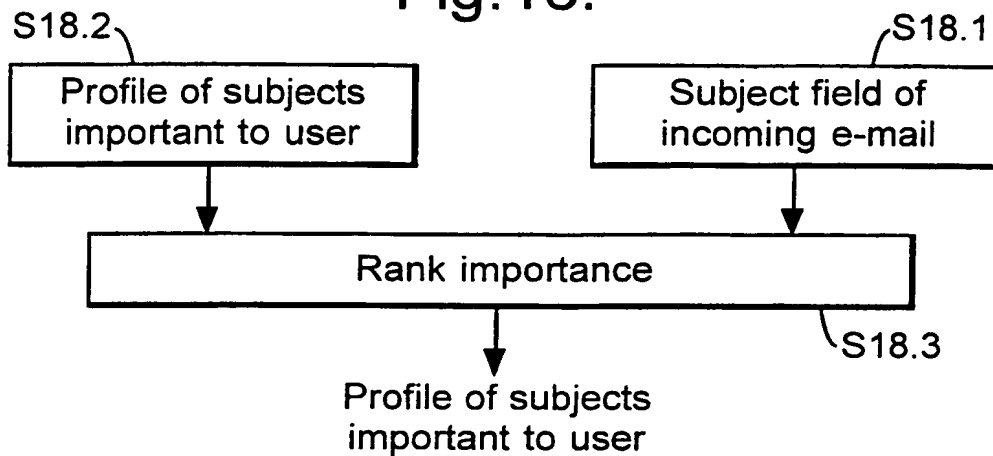 S18.2
S18.1
Profile of subjects
important to user
Subject field of
incoming e-mail
Rank importance
S18.3
Profile of subjects
important to user